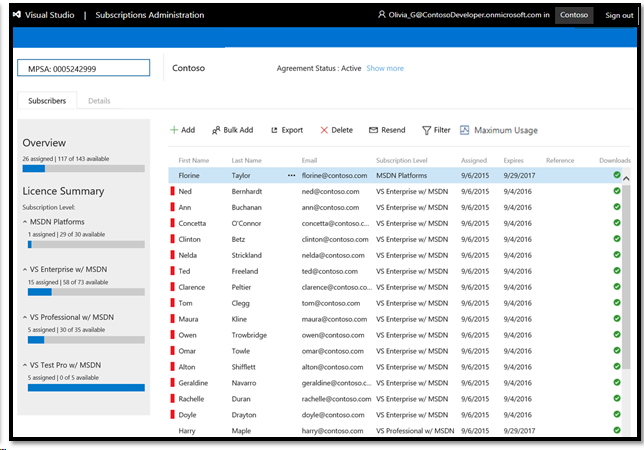 Visual Studio | Subscriptions Administration Olivia_G@ContosoDeveloper.onmicrosoft.com in Contoso Sign out
MPSA: 0005242999 Contoso Agreement Status : Active Show more
Subscribers Details
Overview
26 assigned | 117 of 143 available
Licence Summary
Subscription Level:
MSDN Platforms
1 assigned | 29 of 30 available
VS Enterprise w/ MSDN
15 assigned | 58 of 73 available
VS Professional w/ MSDN
5 assigned | 30 of 35 available
VS Test Pro w/ MSDN
5 assigned | 0 of 5 available
Add Bulk Add Export Delete Resend Filter Maximum Usage
First Name Last Name Email Subscription Level Assigned Expires Reference Downloads
Florine Taylor ••• florine@contoso.com MSDN Platforms 9/6/2015 9/29/2017
Ned Bernhardt ned@contoso.com VS Enterprise w/ MSDN 9/6/2015 9/4/2016
Ann Buchanan ann@contoso.com VS Enterprise w/ MSDN 9/6/2015 9/4/2016
Concetta O'Connor concetta@contoso.c... VS Enterprise w/ MSDN 9/6/2015 9/4/2016
Clinton Betz clinton@contoso.com VS Enterprise w/ MSDN 9/6/2015 9/4/2016
Nelda Strickland nelda@contoso.com VS Enterprise w/ MSDN 9/6/2015 9/4/2016
Ted Freeland ted@contoso.com VS Enterprise w/ MSDN 9/6/2015 9/4/2016
Clarence Peltier clarence@contoso.co... VS Enterprise w/ MSDN 9/6/2015 9/4/2016
Tom Clegg tom@contoso.com VS Enterprise w/ MSDN 9/6/2015 9/4/2016
Maura Kline maura@contoso.com VS Enterprise w/ MSDN 9/6/2015 9/4/2016
Owen Trowbridge owen@contoso.com VS Enterprise w/ MSDN 9/6/2015 9/4/2016
Omar Towle omar@contoso.com VS Enterprise w/ MSDN 9/6/2015 9/4/2016
Alton Shifflett alton@contoso.com VS Enterprise w/ MSDN 9/6/2015 9/4/2016
Geraldine Navarro geraldine@contoso.c... VS Enterprise w/ MSDN 9/6/2015 9/4/2016
Rachelle Duran rachelle@contoso.com VS Enterprise w/ MSDN 9/6/2015 9/4/2016
Doyle Drayton doyle@contoso.com VS Enterprise w/ MSDN 9/6/2015 9/4/2016
Harry Maple harry@contoso.com VS Professional w/ MSDN 9/6/2015 9/29/2017